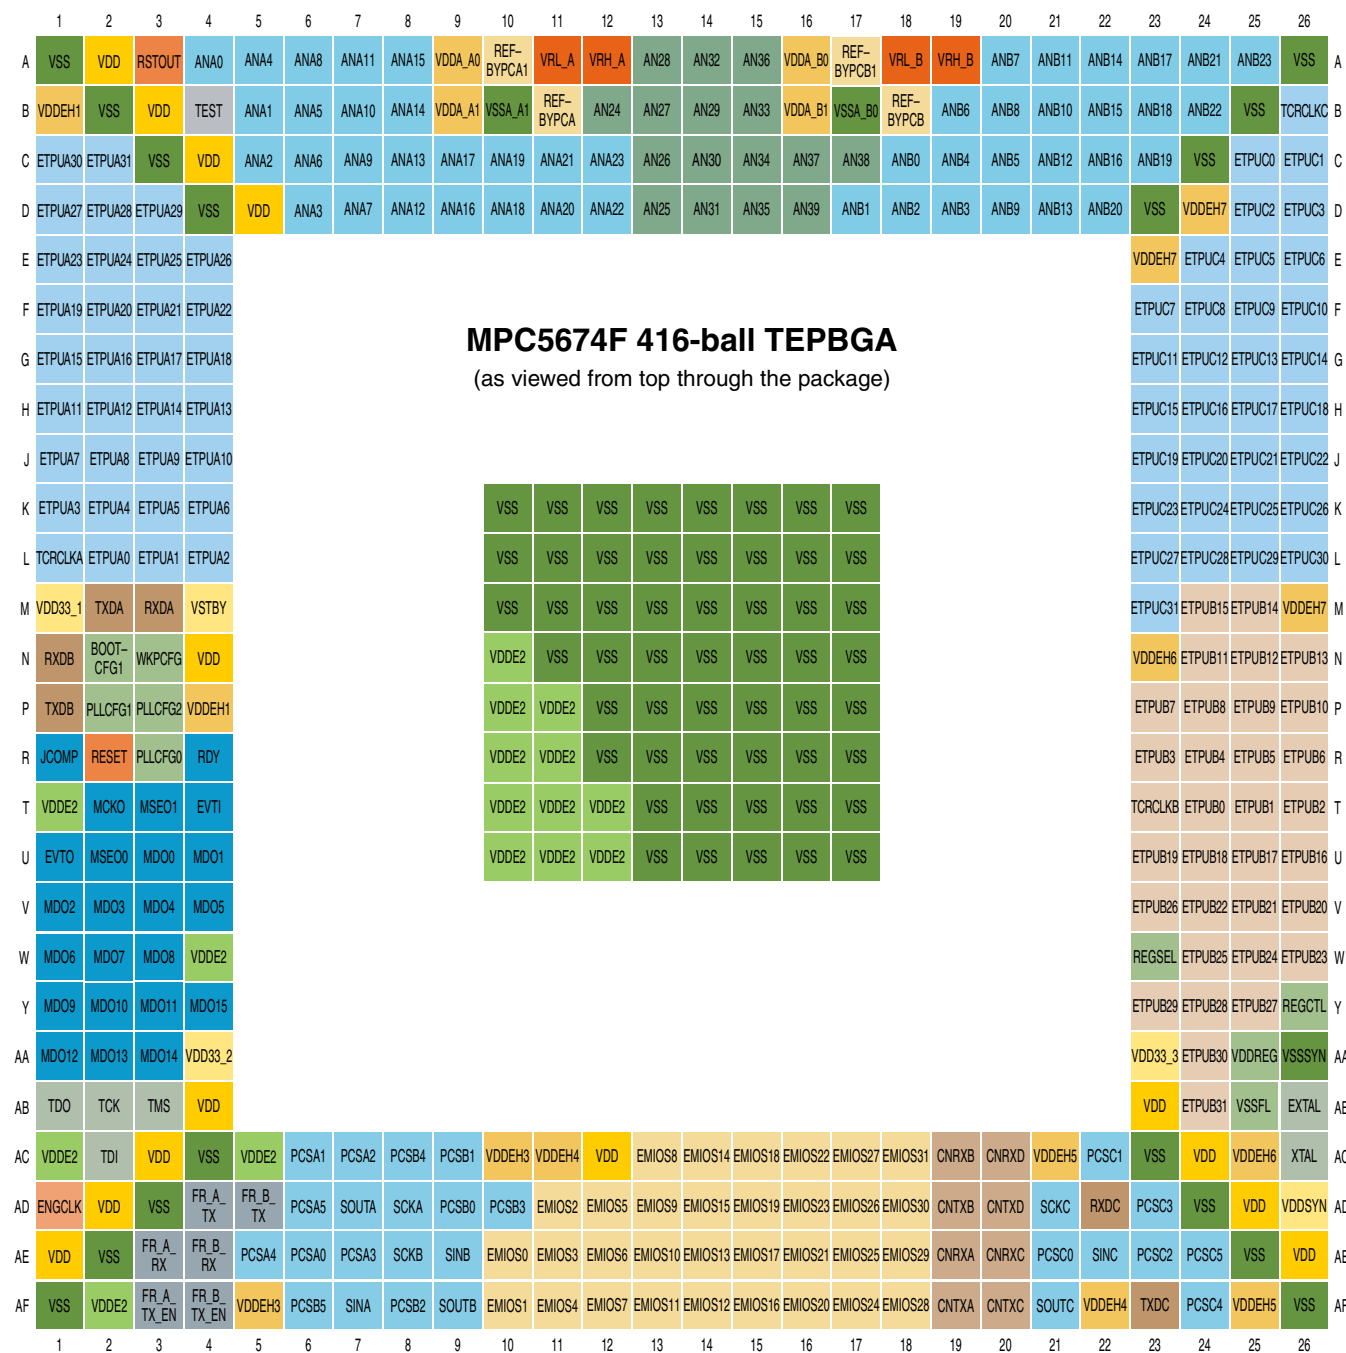 1 2 3 4 5 6 7 8 9 10 11 12 13 14 15 16 17 18 19 20 21 22 23 24 25 26
A VSS VDD RSTOUT ANA0 ANA4 ANA8 ANA11 ANA15 VDDA_A0 REF– BYPCA1 VRL_A VRH_A AN28 AN32 AN36 VDDA_B0 REF– BYPCB1 VRL_B VRH_B ANB7 ANB11 ANB14 ANB17 ANB21 ANB23 VSS A
B VDDEH1 VSS VDD TEST ANA1 ANA5 ANA10 ANA14 VDDA_A1 VSSA_A1 REF– BYPCA AN24 AN27 AN29 AN33 VDDA_B1 VSSA_B0 REF– BYPCB ANB6 ANB8 ANB10 ANB15 ANB18 ANB22 VSS TCRCLKC B
C ETPUA30 ETPUA31 VSS VDD ANA2 ANA6 ANA9 ANA13 ANA17 ANA19 ANA21 ANA23 AN26 AN30 AN34 AN37 AN38 ANB0 ANB4 ANB5 ANB12 ANB16 ANB19 VSS ETPUC0 ETPUC1 C
D ETPUA27 ETPUA28 ETPUA29 VSS VDD ANA3 ANA7 ANA12 ANA16 ANA18 ANA20 ANA22 AN25 AN31 AN35 AN39 ANB1 ANB2 ANB3 ANB9 ANB13 ANB20 VSS VDDEH7 ETPUC2 ETPUC3 D
E ETPUA23 ETPUA24 ETPUA25 ETPUA26 VDDEH7 ETPUC4 ETPUC5 ETPUC6 E
F ETPUA19 ETPUA20 ETPUA21 ETPUA22 ETPUC7 ETPUC8 ETPUC9 ETPUC10 F
MPC5674F 416-ball TEPBGA
G ETPUA15 ETPUA16 ETPUA17 ETPUA18 ETPUC11 ETPUC12 ETPUC13 ETPUC14 G
(as viewed from top through the package)
H ETPUA11 ETPUA12 ETPUA14 ETPUA13 ETPUC15 ETPUC16 ETPUC17 ETPUC18 H
J ETPUA7 ETPUA8 ETPUA9 ETPUA10 ETPUC19 ETPUC20 ETPUC21 ETPUC22 J
K ETPUA3 ETPUA4 ETPUA5 ETPUA6 VSS VSS VSS VSS VSS VSS VSS VSS ETPUC23 ETPUC24 ETPUC25 ETPUC26 K
L TCRCLKA ETPUA0 ETPUA1 ETPUA2 VSS VSS VSS VSS VSS VSS VSS VSS ETPUC27 ETPUC28 ETPUC29 ETPUC30 L
M VDD33_1 TXDA RXDA VSTBY VSS VSS VSS VSS VSS VSS VSS VSS ETPUC31 ETPUB15 ETPUB14 VDDEH7 M
N RXDB BOOT– CFG1 WKPCFG VDD VDDE2 VSS VSS VSS VSS VSS VSS VSS VDDEH6 ETPUB11 ETPUB12 ETPUB13 N
P TXDB PLLCFG1 PLLCFG2 VDDEH1 VDDE2 VDDE2 VSS VSS VSS VSS VSS VSS ETPUB7 ETPUB8 ETPUB9 ETPUB10 P
R JCOMP RESET PLLCFG0 RDY VDDE2 VDDE2 VSS VSS VSS VSS VSS VSS ETPUB3 ETPUB4 ETPUB5 ETPUB6 R
T VDDE2 MCKO MSEO1 EVTI VDDE2 VDDE2 VDDE2 VSS VSS VSS VSS VSS TCRCLKB ETPUB0 ETPUB1 ETPUB2 T
U EVTO MSEO0 MDO0 MDO1 VDDE2 VDDE2 VDDE2 VSS VSS VSS VSS VSS ETPUB19 ETPUB18 ETPUB17 ETPUB16 U
V MDO2 MDO3 MDO4 MDO5 ETPUB26 ETPUB22 ETPUB21 ETPUB20 V
W MDO6 MDO7 MDO8 VDDE2 REGSEL ETPUB25 ETPUB24 ETPUB23 W
Y MDO9 MDO10 MDO11 MDO15 ETPUB29 ETPUB28 ETPUB27 REGCTL Y
AA MDO12 MDO13 MDO14 VDD33_2 VDD33_3 ETPUB30 VDDREG VSSSYN AA
AB TDO TCK TMS VDD VDD ETPUB31 VSSFL EXTAL
AC VDDE2 TDI VDD VSS VDDE2 PCSA1 PCSA2 PCSB4 PCSB1 VDDEH3 VDDEH4 VDD EMIOS8 EMIOS14 EMIOS18 EMIOS22 EMIOS27 EMIOS31 CNRXB CNRXD VDDEH5 PCSC1 VSS VDD VDDEH6 XTAL
AD ENGCLK VDD VSS FR_A_ TX FR_B_ TX PCSA5 SOUTA SCKA PCSB0 PCSB3 EMIOS2 EMIOS5 EMIOS9 EMIOS15 EMIOS19 EMIOS23 EMIOS26 EMIOS30 CNTXB CNTXD SCKC RXDC PCSC3 VSS VDD VDDSYN
AE VDD VSS FR_A_ RX FR_B_ RX PCSA4 PCSA0 PCSA3 SCKB SINB EMIOS0 EMIOS3 EMIOS6 EMIOS10 EMIOS13 EMIOS17 EMIOS21 EMIOS25 EMIOS29 CNRXA CNRXC PCSC0 SINC PCSC2 PCSC5 VSS VDD
AF VSS VDDE2 FR_A_ TX_EN FR_B_ TX_EN VDDEH3 PCSB5 SINA PCSB2 SOUTB EMIOS1 EMIOS4 EMIOS7 EMIOS11 EMIOS12 EMIOS16 EMIOS20 EMIOS24 EMIOS28 CNTXA CNTXC SOUTC VDDEH4 TXDC PCSC4 VDDEH5 VSS
1 2 3 4 5 6 7 8 9 10 11 12 13 14 15 16 17 18 19 20 21 22 23 24 25 26